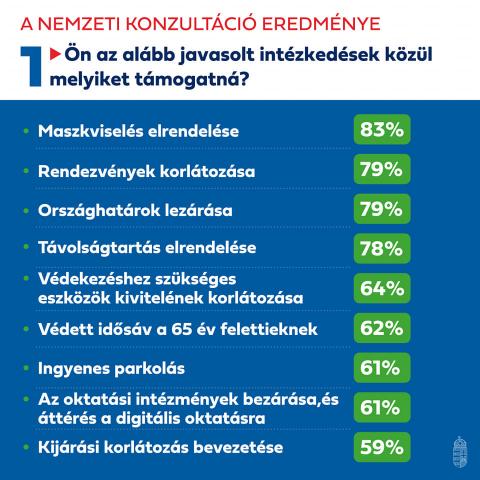 A NEMZETI KONZULTÁCIÓ EREDMÉNYE
1 ▶Ön az alább javasolt intézkedések közül
melyiket támogatná?
• Maszkviselés elrendelése 83%
• Rendezvények korlátozása 79%
• Országhatárok lezárása 79%
• Távolságtartás elrendelése 78%
• Védekezéshez szükséges
eszközök kivitelének korlátozása 64%
• Védett idősáv a 65 év felettieknek 62%
• Ingyenes parkolás 61%
• Az oktatási intézmények bezárása,és
áttérés a digitális oktatásra 61%
• Kijárási korlátozás bevezetése 59%